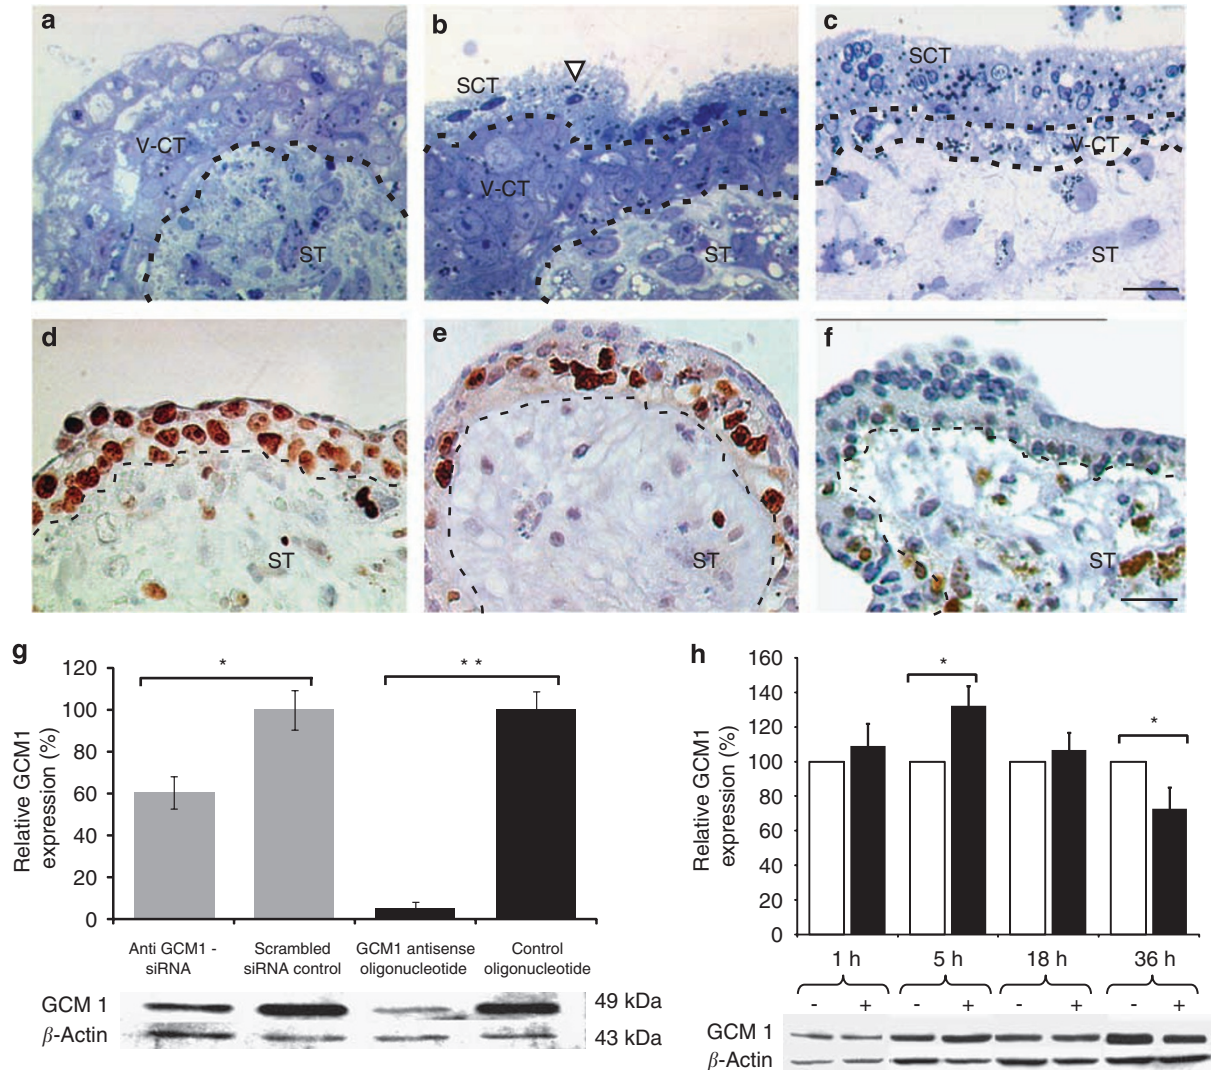 a
b
c
SCT
V-CT
ST
SCT
V-CT
ST
SCT
V-CT
ST
d
e
f
ST
ST
ST
g
Relative GCM1
expression (%)
120
100
80
60
40
20
0
*
* *
Anti GCM1 -
siRNA
Scrambled
siRNA control
GCM1 antisense
oligonucleotide
Control
oligonucleotide
GCM 1
49 kDa
β-Actin
43 kDa
h
Relative GCM1
expression (%)
160
140
120
100
80
60
40
20
0
*
*
1 h
5 h
18 h
36 h
- + - + - + - +
GCM 1
β-Actin